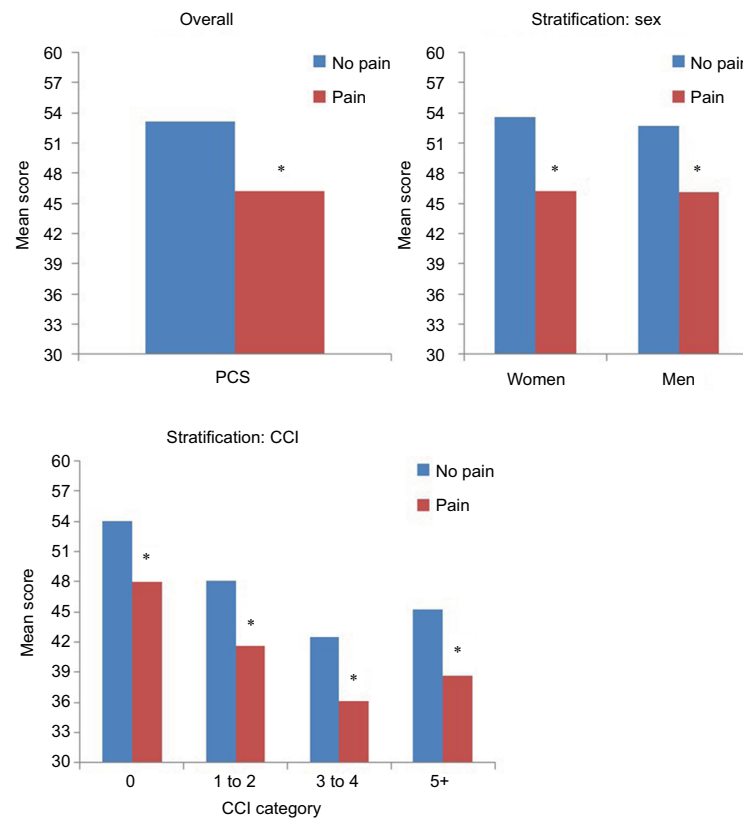 Overall
60
57
54
51
48
45
42
39
36
33
30
Mean score
No pain
Pain
*
PCS
Stratification: sex
60
57
54
51
48
45
42
39
36
33
30
Mean score
No pain
Pain
* *
Women Men
Stratification: CCI
60
57
54
51
48
45
42
39
36
33
30
Mean score
No pain
Pain
* * * *
0 1 to 2 3 to 4 5+
CCI category